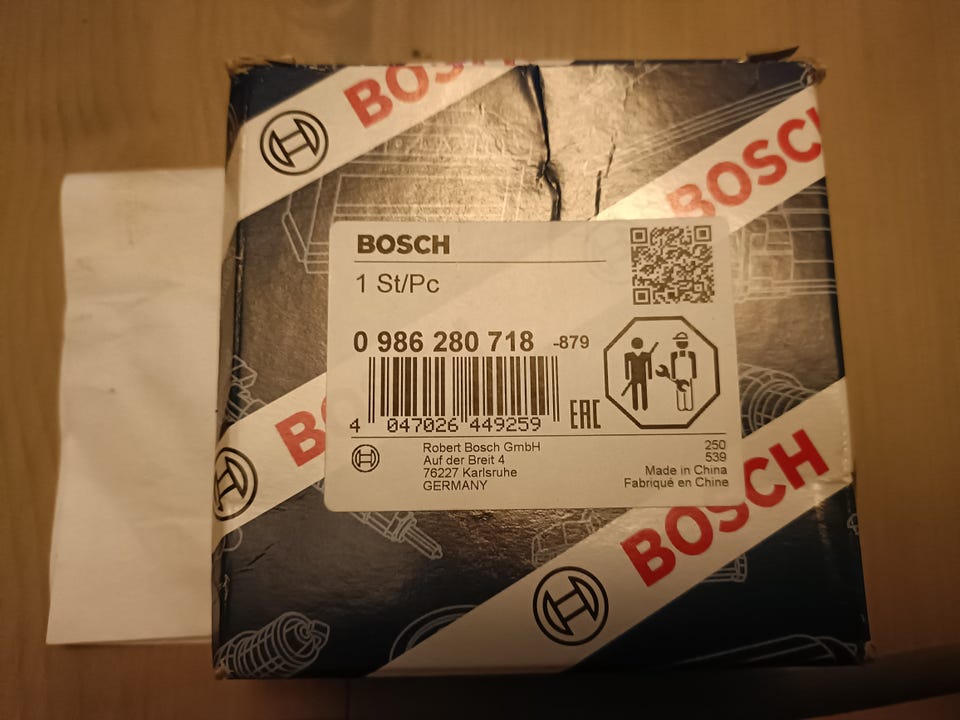 BOSCH
BOSCH
BOSCH
1 St/Pc
0 986 280 718 -879
4 047026 449259
EAC
Robert Bosch GmbH
Auf der Breit 4
76227 Karlsruhe
GERMANY
250
539
Made in China
Fabriqué en Chine
BOSCH